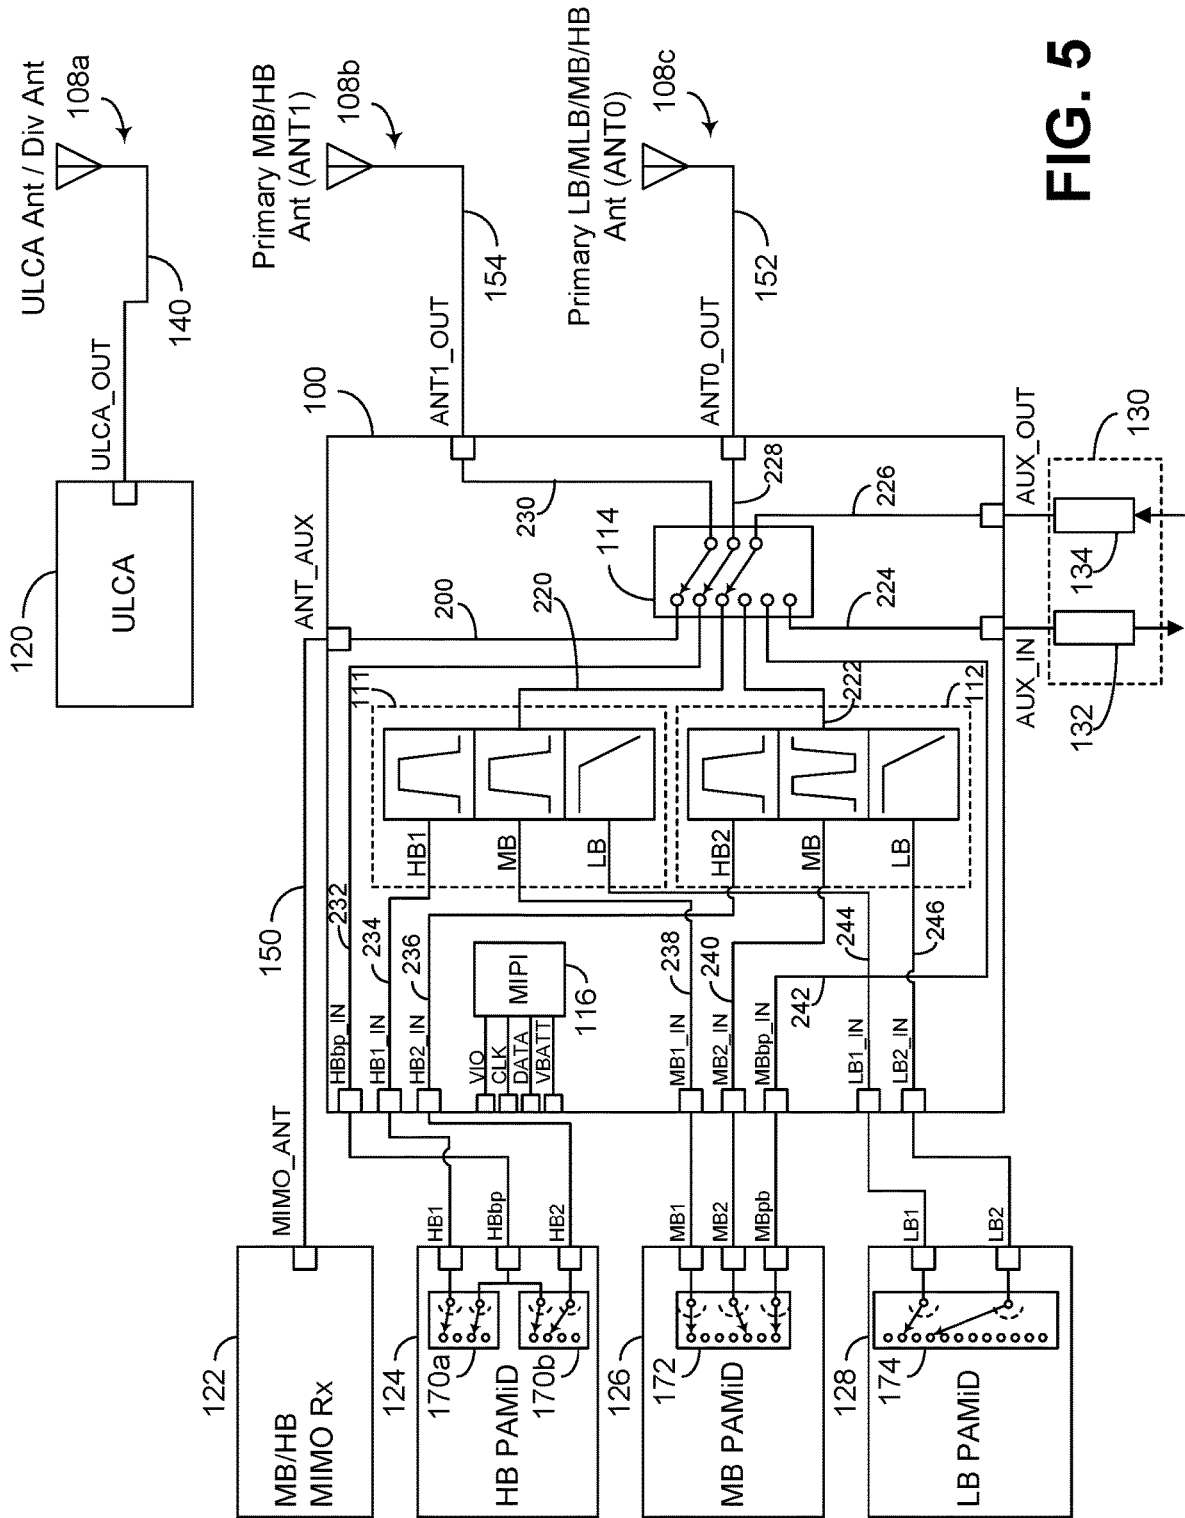 ULCA Ant / Div Ant
108a
140
ULCA_OUT
120
ULCA
Primary MB/HB
Ant (ANT1)
108b
154
ANT1_OUT
Primary LB/MLB/MB/HB
Ant (ANT0)
108c
152
ANT0_OUT
100
FIG. 5
ANT_AUX
200
220
114
230
228
226
224
AUX_OUT
AUX_IN
130
134
132
150
232
234
236
111
HB1
MB
LB
222
112
HB2
MB
LB
238
240
244
246
242
MIPI
116
VIO
CLK
DATA
VBATT
HBbp_IN
HB1_IN
HB2_IN
MB1_IN
MB2_IN
MBbp_IN
LB1_IN
LB2_IN
MIMO_ANT
HB1
HBbp
HB2
MB1
MB2
MBpb
LB1
LB2
122
MB/HB
MIMO Rx
124
170a
170b
HB PAMiD
126
172
MB PAMiD
128
174
LB PAMiD